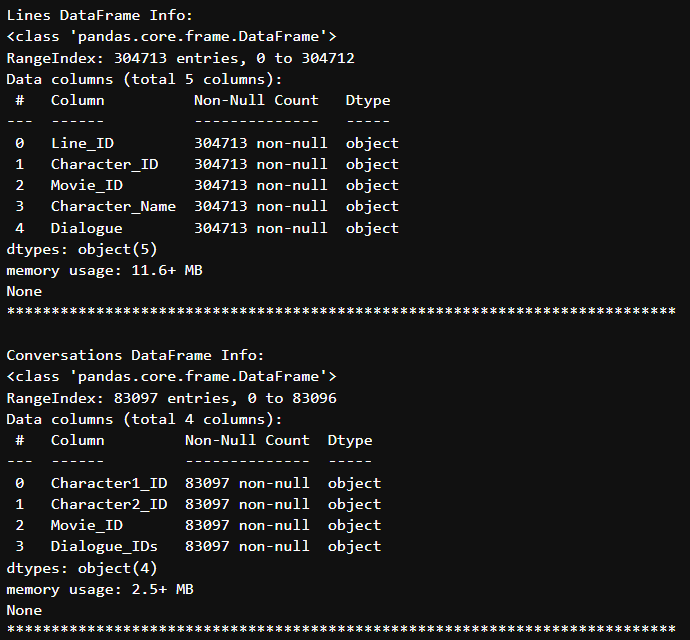 Lines DataFrame Info:
<class 'pandas.core.frame.DataFrame'>
RangeIndex: 304713 entries, 0 to 304712
Data columns (total 5 columns):
 #   Column          Non-Null Count   Dtype
---  ------          --------------   -----
 0   Line_ID         304713 non-null  object
 1   Character_ID    304713 non-null  object
 2   Movie_ID        304713 non-null  object
 3   Character_Name  304713 non-null  object
 4   Dialogue        304713 non-null  object
dtypes: object(5)
memory usage: 11.6+ MB
None
***************************************************************************

Conversations DataFrame Info:
<class 'pandas.core.frame.DataFrame'>
RangeIndex: 83097 entries, 0 to 83096
Data columns (total 4 columns):
 #   Column         Non-Null Count  Dtype
---  ------         --------------  -----
 0   Character1_ID  83097 non-null  object
 1   Character2_ID  83097 non-null  object
 2   Movie_ID       83097 non-null  object
 3   Dialogue_IDs   83097 non-null  object
dtypes: object(4)
memory usage: 2.5+ MB
None
***************************************************************************